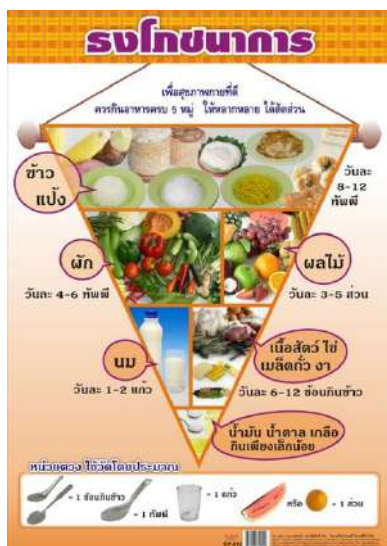 ธงโภชนาการ
เพื่อสุขภาพกายที่ดี
ควรกินอาหารครบ 5 หมู่ ให้หลากหลาย ได้สัดส่วน
ข้าว
แป้ง
วันละ
8-12
ทัพพี
ผัก
วันละ 4-6 ทัพพี
ผลไม้
วันละ 3-5 ส่วน
นม
วันละ 1-2 แก้ว
เนื้อสัตว์ ไข่
เมล็ดถั่ว งา
วันละ 6-12 ช้อนกินข้าว
น้ำมัน น้ำตาล เกลือ
กินเพียงเล็กน้อย
หน่วยตวง ใช้วัดโดยประมาณ
= 1 ช้อนกินข้าว
= 1 ทัพพี
= 1 แก้ว
หรือ
= 1 ส่วน